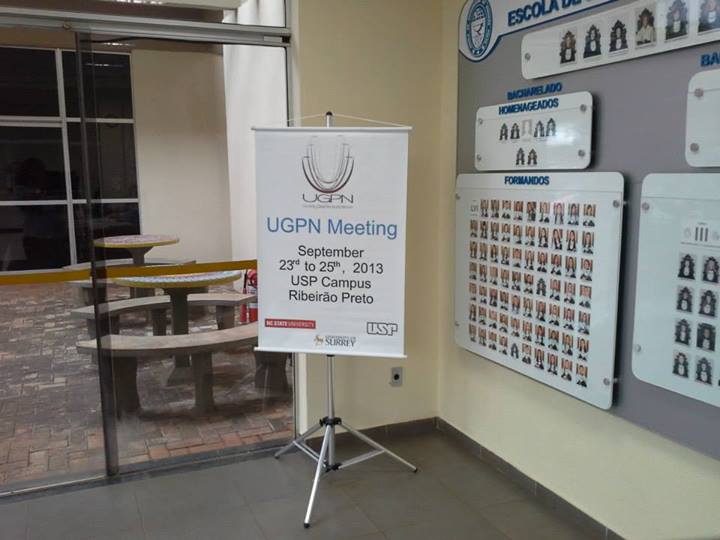 UGPN
UGPN Meeting
September
23rd to 25th, 2013
USP Campus
Ribeirão Preto
NC STATE UNIVERSITY
USP
SURREY
ESCOLA DE
BACHARELADO
HOMENAGEADOS
FORMANDOS